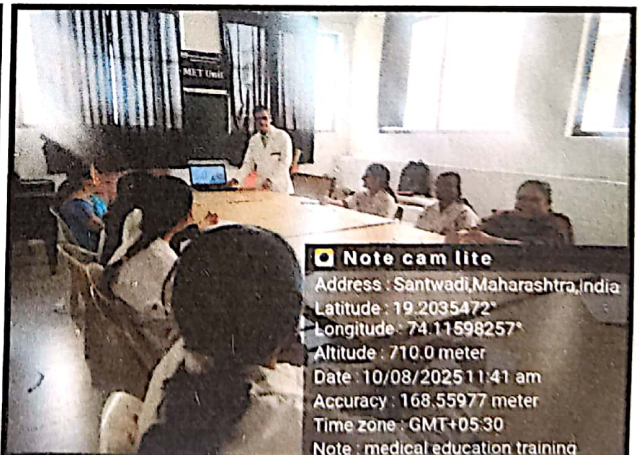 MET Unit
Note cam lite
Address : Santwadi,Maharashtra,India
Latitude : 19.2035472°
Longitude : 74.11598257°
Altitude : 710.0 meter
Date : 10/08/2025 11:41 am
Accuracy : 168.55977 meter
Time zone : GMT+05:30
Note : medical education training